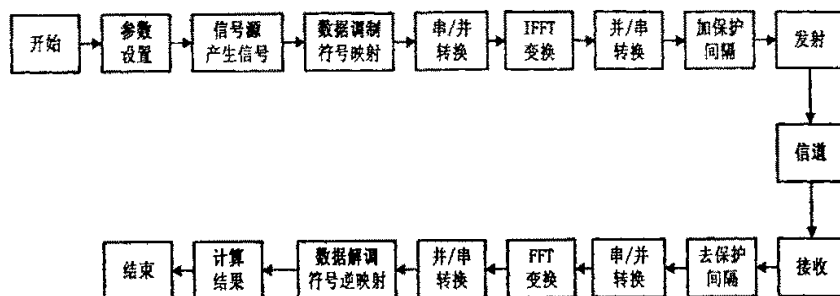 开始
参数
设置
信号源
产生信号
数据调制
符号映射
串/并
转换
IFFT
变换
并/串
转换
加保护
间隔
发射
信道
接收
去保护
间隔
串/并
转换
FFT
变换
并/串
转换
数据解调
符号逆映射
计算
结果
结束